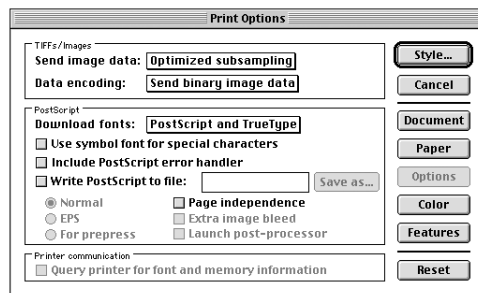 Print Options
TIFFs/Images
Send image data: Optimized subsampling
Data encoding: Send binary image data
PostScript
Download fonts: PostScript and TrueType
Use symbol font for special characters
Include PostScript error handler
Write PostScript to file: Save as...
Normal
Page independence
EPS
Extra image bleed
For prepress
Launch post-processor
Printer communication
Query printer for font and memory information
Style...
Cancel
Document
Paper
Options
Color
Features
Reset